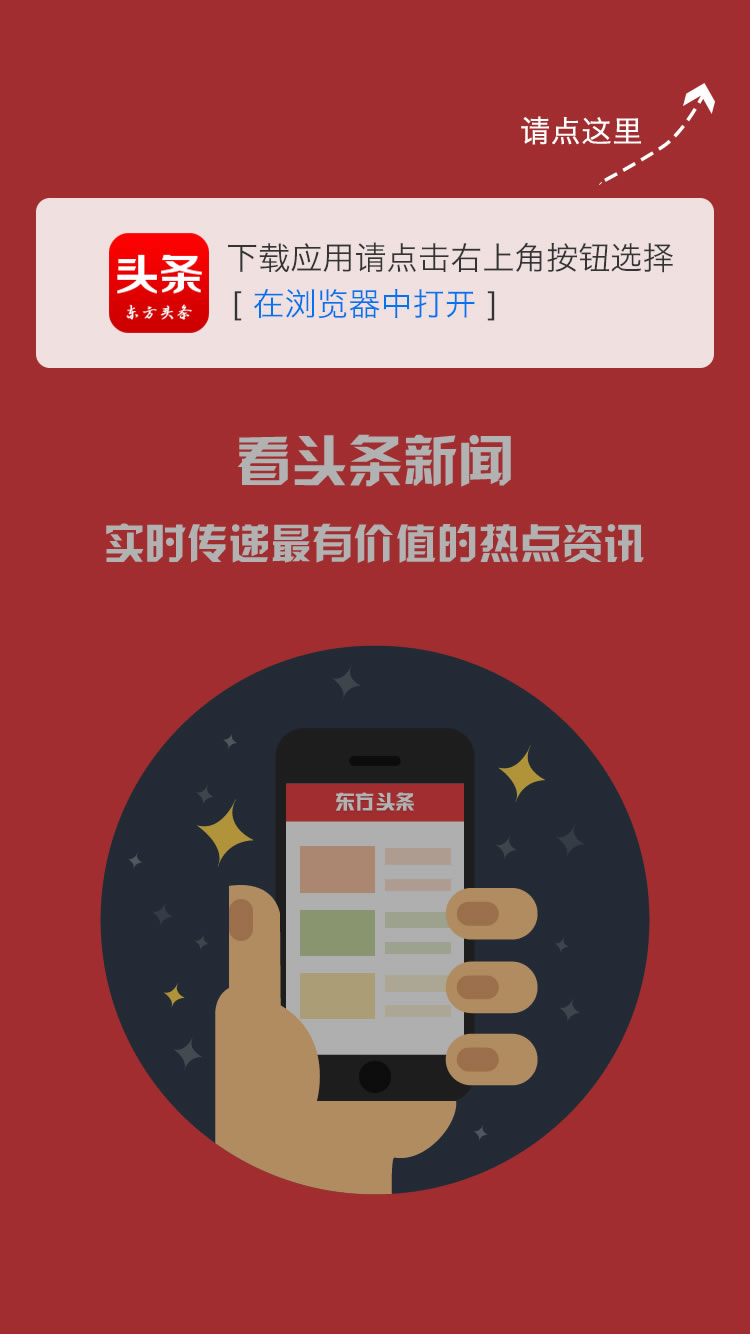 请点这里
头条
东方头条
下载应用请点击右上角按钮选择
[ 在浏览器中打开 ]
看头条新闻
实时传递最有价值的热点资讯
东方头条